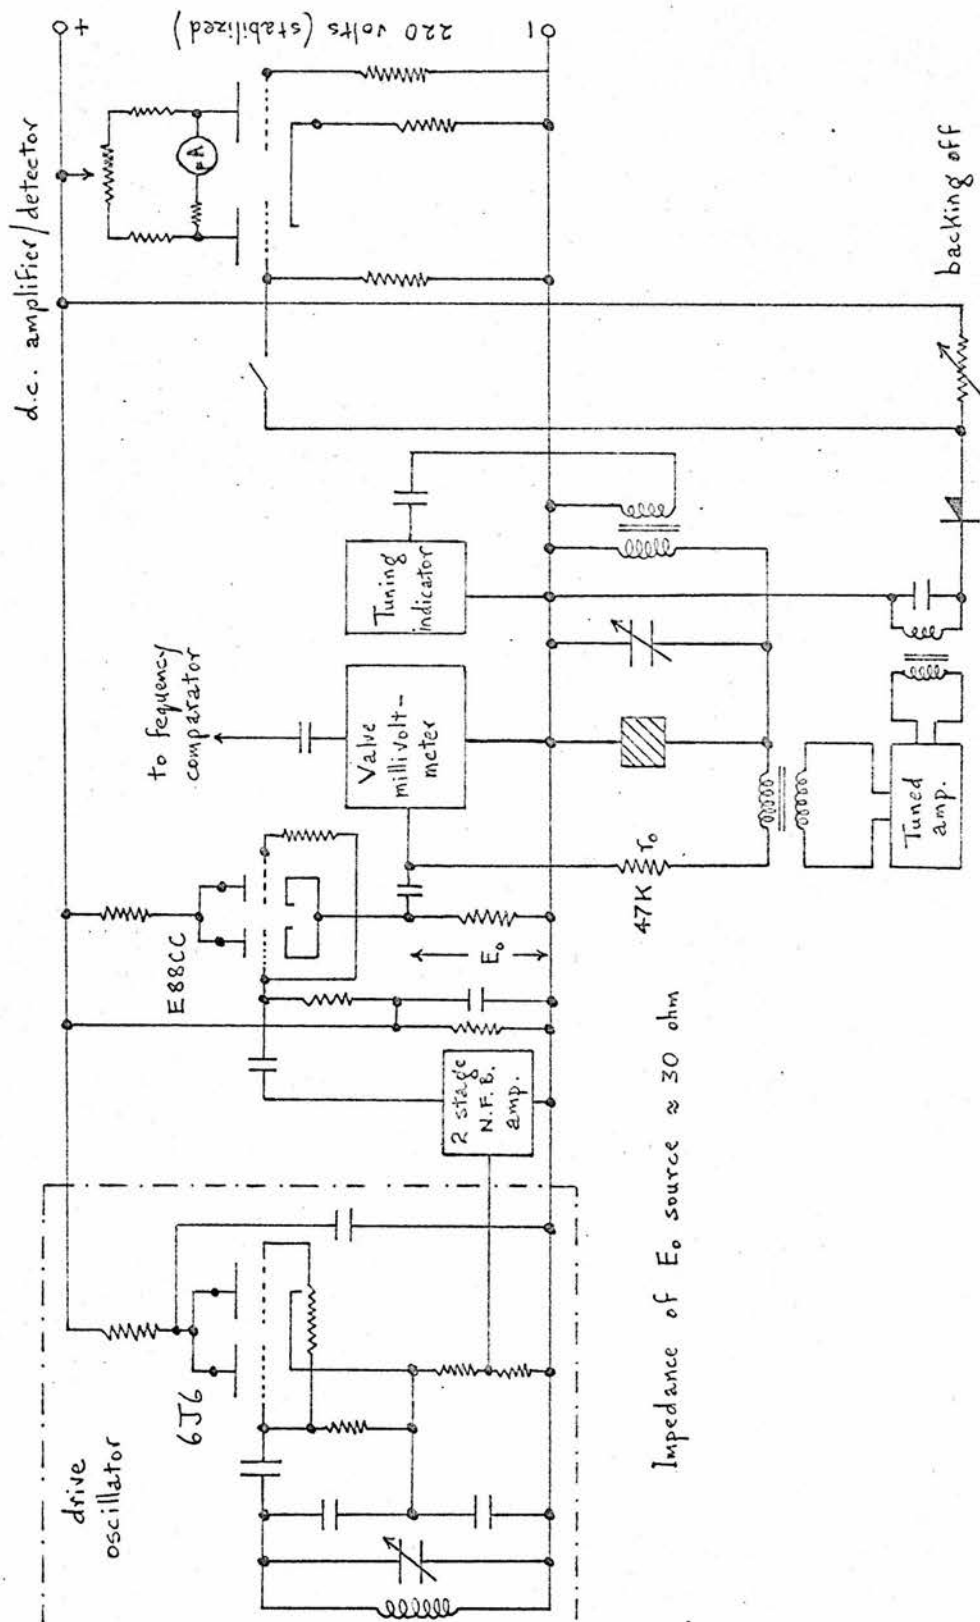 drive
oscillator
6J6
2 stage
N.F.B.
amp.
E88CC
E₀
to fequency
comparator
Valve
millivolt-
meter
Tuning
indicator
d.c. amplifier/detector
+
220 volts (stabilized)
47K r₀
Tuned
amp.
backing off
Impedance of E₀ source ≈ 30 ohm